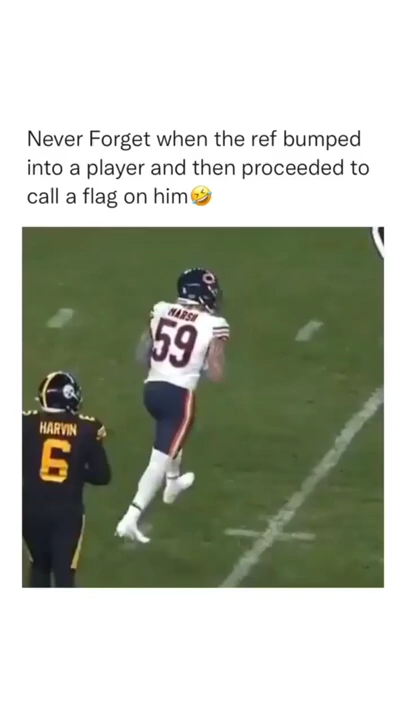 Never Forget when the ref bumped
into a player and then proceeded to
call a flag on him🤣
MARSH
59
HARVIN
6